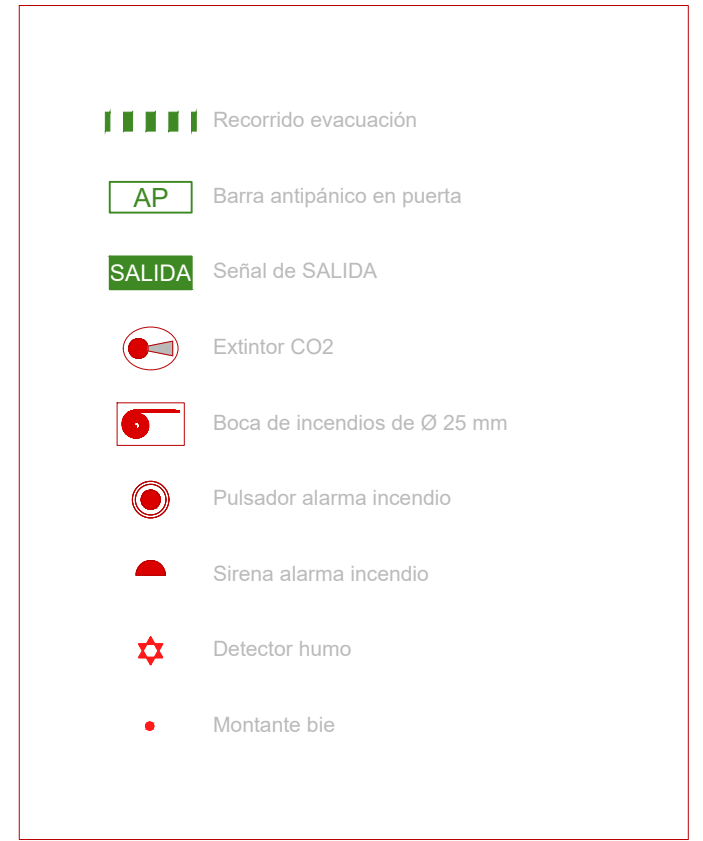 Recorrido evacuación
AP Barra antipánico en puerta
SALIDA Señal de SALIDA
Extintor CO2
Boca de incendios de Ø 25 mm
Pulsador alarma incendio
Sirena alarma incendio
Detector humo
Montante bie